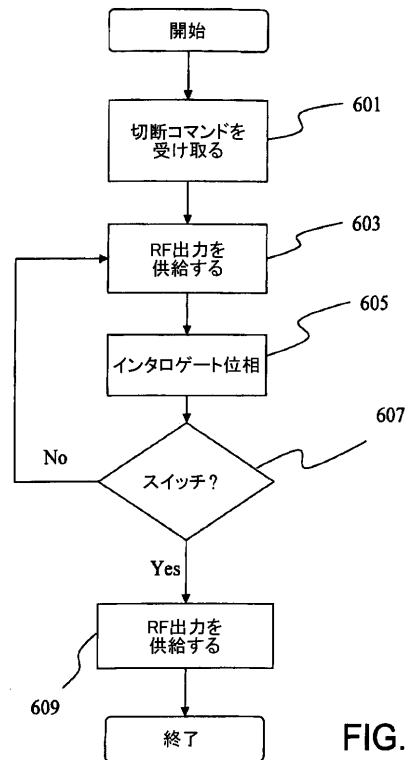 開始
切断コマンドを
受け取る
601
RF出力を
供給する
603
インタロゲート位相
605
スイッチ?
607
No
Yes
RF出力を
供給する
609
終了
FIG.